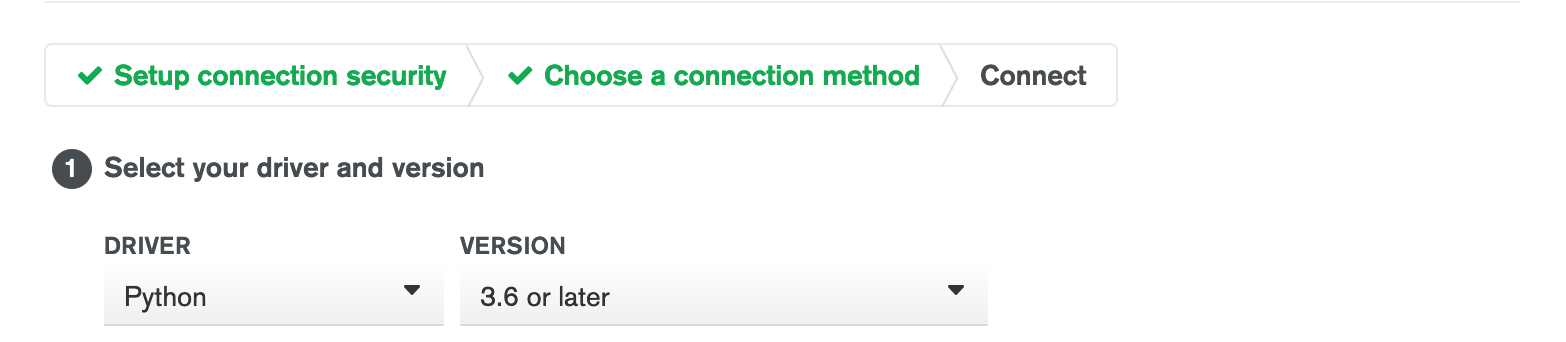 Setup connection security Choose a connection method Connect
1 Select your driver and version
DRIVER VERSION
Python 3.6 or later